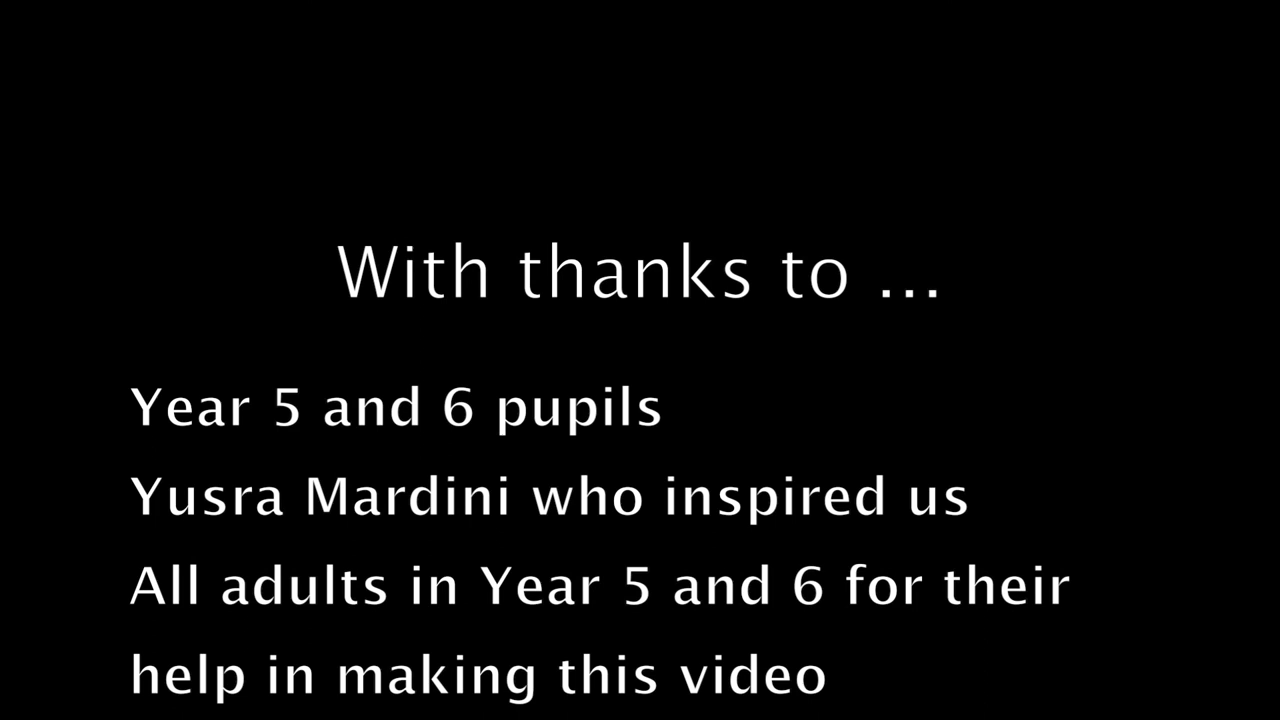 With thanks to ...
Year 5 and 6 pupils
Yusra Mardini who inspired us
All adults in Year 5 and 6 for their
help in making this video